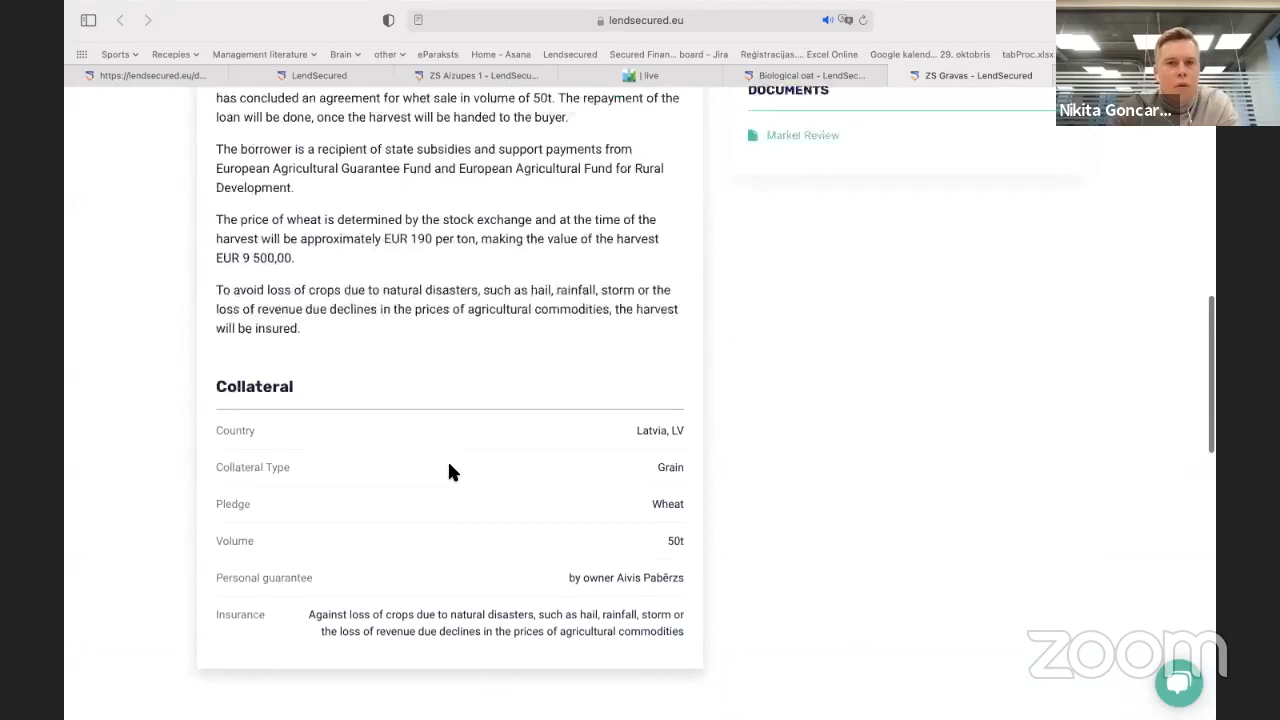 lendsecured.eu
Sports
Recepies
Management literature
Brain
other
eParaksts
Home - Asana
Lendsecured
Secured Finan... board - Jira
Reģistrācijas... Excel Online
Google kalend... 29. oktobris
tabProc.xlsx
https://lendsecured.eu/d...
LendSecured
ZS Aizupes 1 - LendSecu...
| live
Biological oat - LendSec...
ZS Gravas - LendSecured
Nikita Goncar...
has concluded an agreement for whet sale in volume of 50t. The repayment of the
loan will be done, once the harvest will be handed to the buyer.
The borrower is a recipient of state subsidies and support payments from
European Agricultural Guarantee Fund and European Agricultural Fund for Rural
Development.
The price of wheat is determined by the stock exchange and at the time of the
harvest will be approximately EUR 190 per ton, making the value of the harvest
EUR 9 500,00.
To avoid loss of crops due to natural disasters, such as hail, rainfall, storm or the
loss of revenue due declines in the prices of agricultural commodities, the harvest
will be insured.
DOCUMENTS
Market Review
Collateral
Country Latvia, LV
Collateral Type Grain
Pledge Wheat
Volume 50t
Personal guarantee by owner Aivis Pabērzs
Insurance Against loss of crops due to natural disasters, such as hail, rainfall, storm or
the loss of revenue due declines in the prices of agricultural commodities
zoom